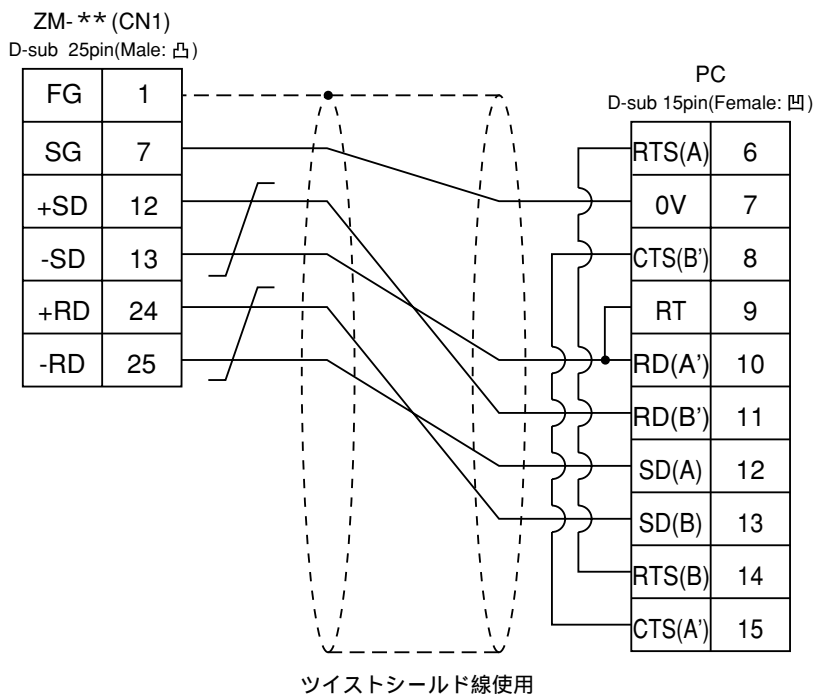 ZM-** (CN1)
D-sub 25pin(Male: 凸)
FG 1
SG 7
+SD 12
-SD 13
+RD 24
-RD 25
PC
D-sub 15pin(Female: 凹)
RTS(A) 6
0V 7
CTS(B') 8
RT 9
RD(A') 10
RD(B') 11
SD(A) 12
SD(B) 13
RTS(B) 14
CTS(A') 15
ツイストシールド線使用